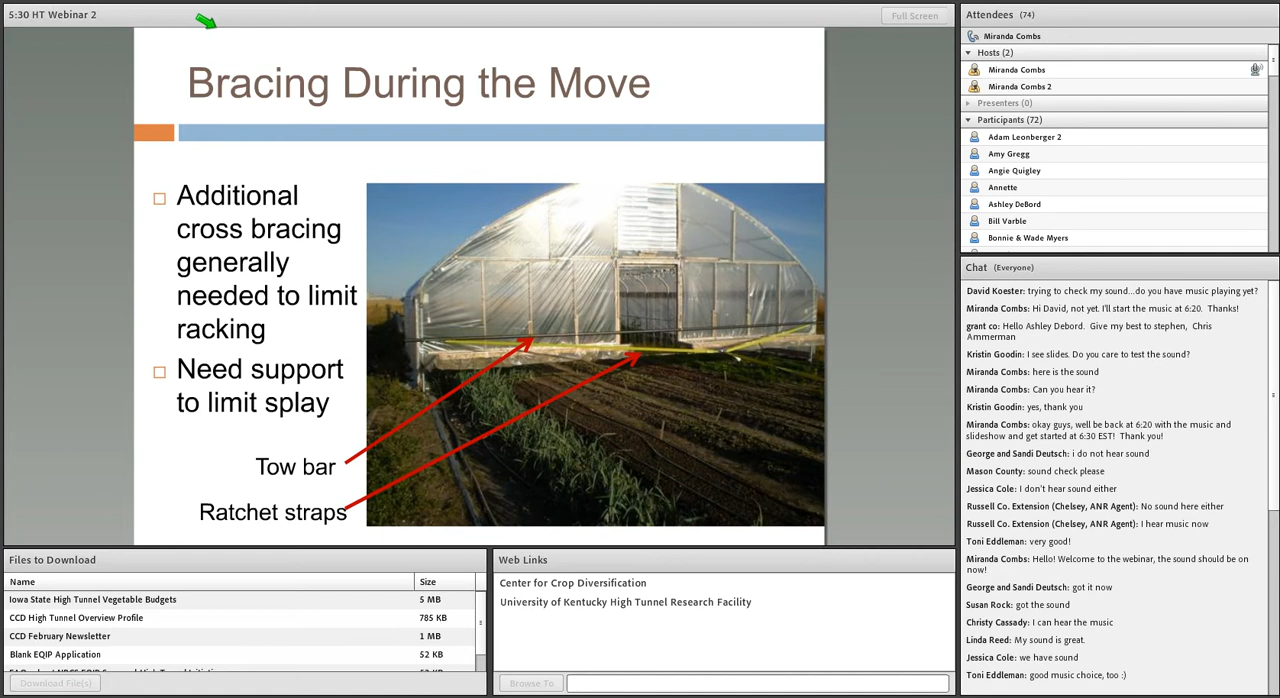 5:30 HT Webinar 2
Full Screen
Bracing During the Move
Additional
cross bracing
generally
needed to limit
racking
Need support
to limit splay
Tow bar
Ratchet straps
Files to Download
Name Size
Iowa State High Tunnel Vegetable Budgets 5 MB
CCD High Tunnel Overview Profile 785 KB
CCD February Newsletter 1 MB
Blank EQIP Application 52 KB
Download File(s)
Web Links
Center for Crop Diversification
University of Kentucky High Tunnel Research Facility
Browse To
Attendees (74)
Miranda Combs
Hosts (2)
Miranda Combs
Miranda Combs 2
Presenters (0)
Participants (72)
Adam Leonberger 2
Amy Gregg
Angie Quigley
Annette
Ashley DeBord
Bill Varble
Bonnie & Wade Myers
Chat (Everyone)
David Koester: trying to check my sound...do you have music playing yet?
Miranda Combs: Hi David, not yet. I'll start the music at 6:20. Thanks!
grant co: Hello Ashley Debord. Give my best to stephen, Chris
Ammerman
Kristin Goodin: I see slides. Do you care to test the sound?
Miranda Combs: here is the sound
Miranda Combs: Can you hear it?
Kristin Goodin: yes, thank you
Miranda Combs: okay guys, well be back at 6:20 with the music and
slideshow and get started at 6:30 EST! Thank you!
George and Sandi Deutsch: i do not hear sound
Mason County: sound check please
Jessica Cole: I don't hear sound either
Russell Co. Extension (Chelsey, ANR Agent): No sound here either
Russell Co. Extension (Chelsey, ANR Agent): I hear music now
Toni Eddleman: very good!
Miranda Combs: Hello! Welcome to the webinar, the sound should be on
now!
George and Sandi Deutsch: got it now
Susan Rock: got the sound
Christy Cassady: I can hear the music
Linda Reed: My sound is great.
Jessica Cole: we have sound
Toni Eddleman: good music choice, too :)